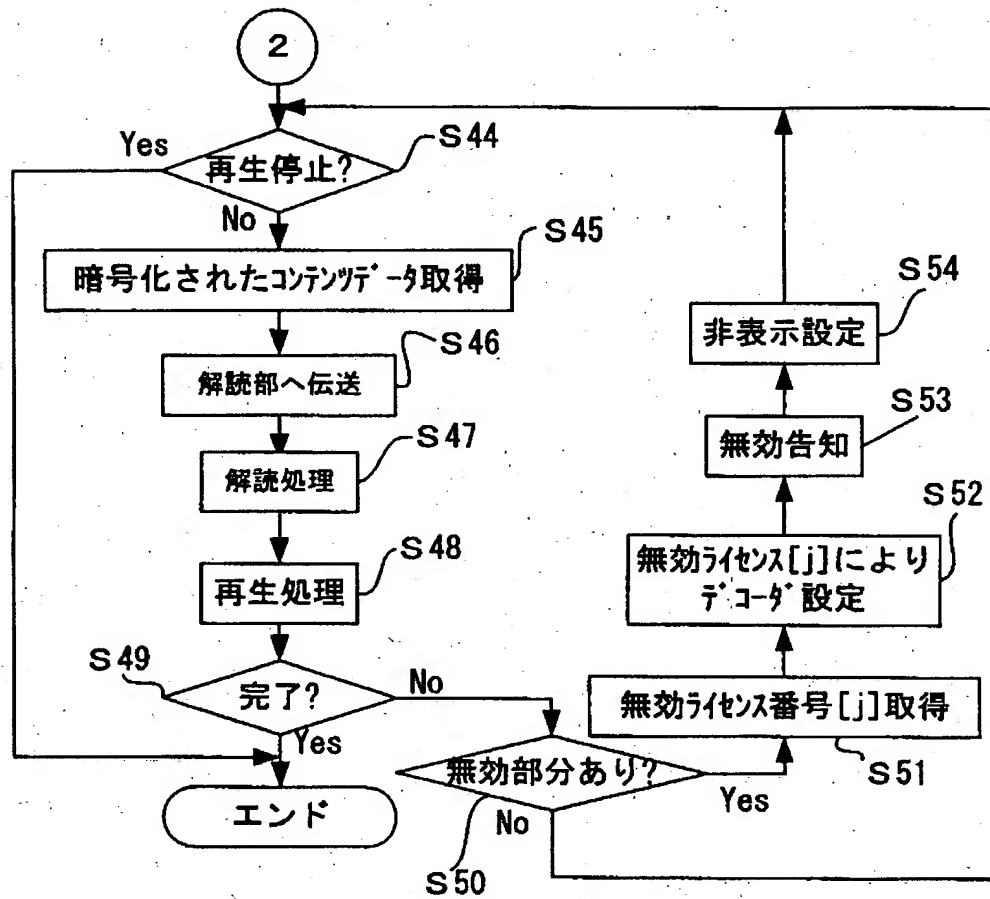 2
Yes
再生停止?
S44
No
S45
暗号化されたコンテンツデータ取得
S46
解読部へ伝送
S47
解読処理
S48
再生処理
S49
完了?
No
Yes
エンド
無効部分あり?
S50
No
Yes
無効ライセンス番号[j]取得
S51
無効ライセンス[j]により
デコーダ設定
S52
無効告知
S53
非表示設定
S54